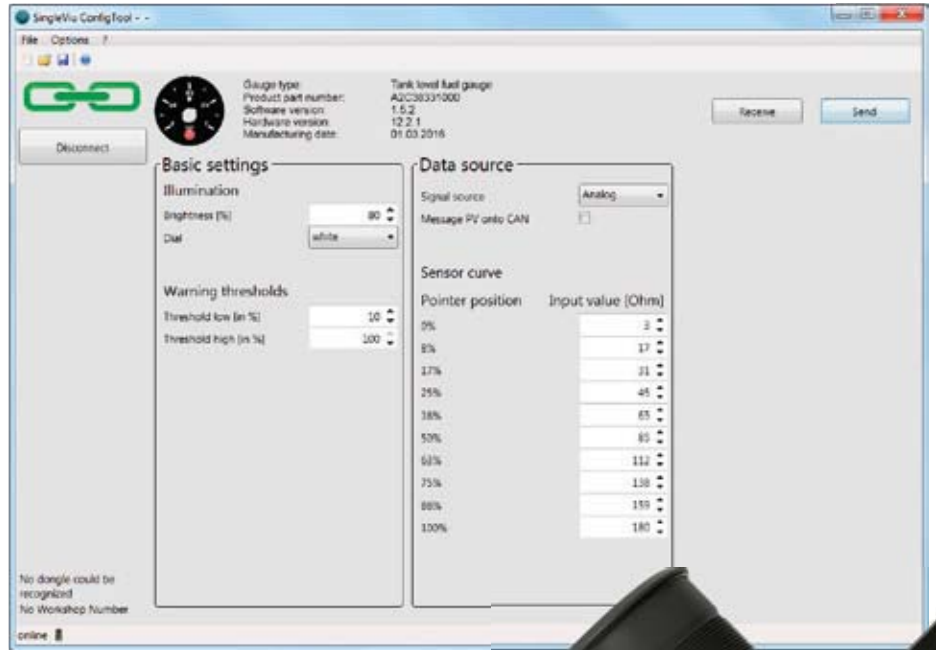 SingleViu ConfigTool - -
File Options ?
Gauge type: Tank level fuel gauge
Product part number: A2C38331000
Software version: 1.5.2
Hardware version: 12.2.1
Manufacturing date: 01.03.2016
Receive Send
Disconnect
Basic settings
Illumination
Brightness [%] 80
Dial white
Warning thresholds
Threshold low [in %] 10
Threshold high [in %] 100
Data source
Signal source Analog
Message PV onto CAN
Sensor curve
Pointer position Input value [Ohm]
0% 3
8% 17
17% 31
25% 45
38% 65
50% 85
63% 112
75% 138
88% 159
100% 180
No dongle could be
recognized
No Workshop Number
online